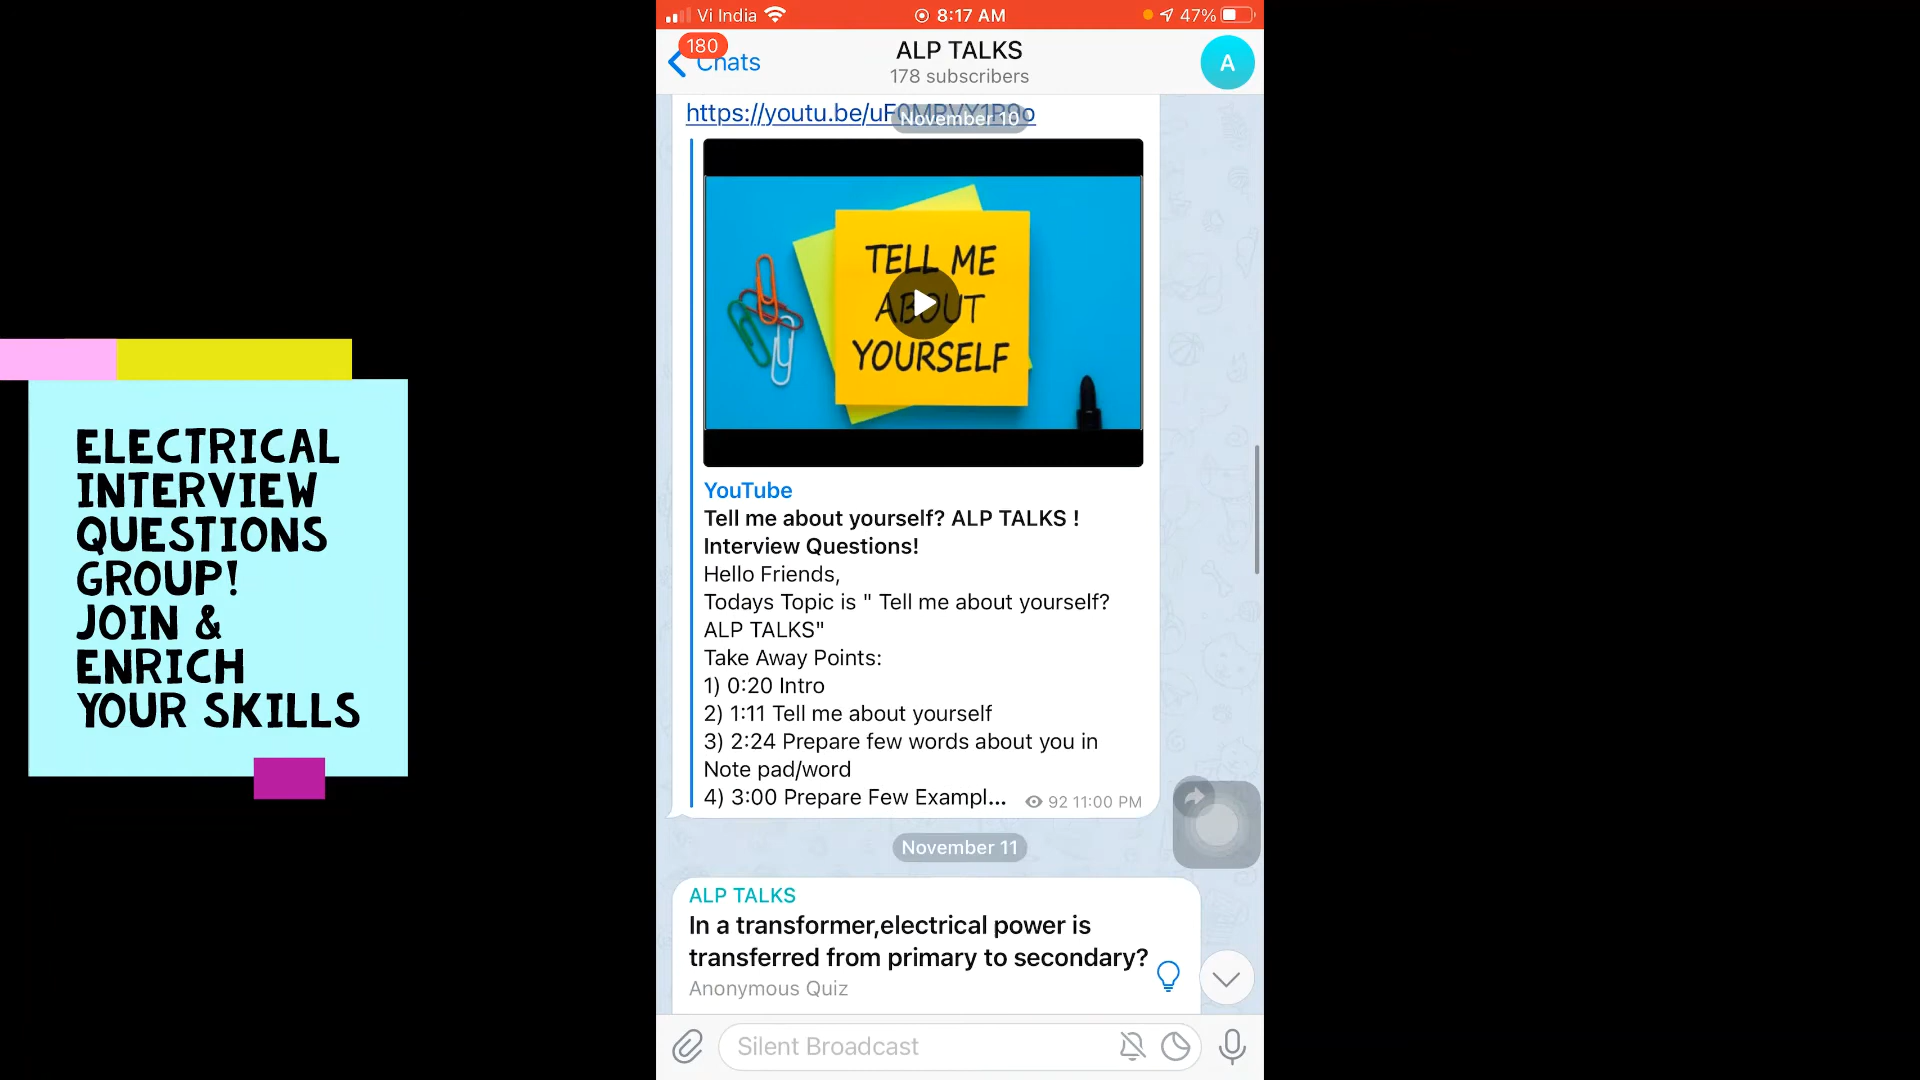 Vi India
8:17 AM
47%
180
Chats
ALP TALKS
178 subscribers
A
November 10
TELL ME
ABOUT
YOURSELF
YouTube
Tell me about yourself? ALP TALKS !
Interview Questions!
Hello Friends,
Todays Topic is " Tell me about yourself?
ALP TALKS"
Take Away Points:
1) 0:20 Intro
2) 1:11 Tell me about yourself
3) 2:24 Prepare few words about you in
Note pad/word
4) 3:00 Prepare Few Exampl...
92 11:00 PM
November 11
ALP TALKS
In a transformer,electrical power is
transferred from primary to secondary?
Anonymous Quiz
Silent Broadcast
ELECTRICAL
INTERVIEW
QUESTIONS
GROUP!
JOIN &
ENRICH
YOUR SKILLS